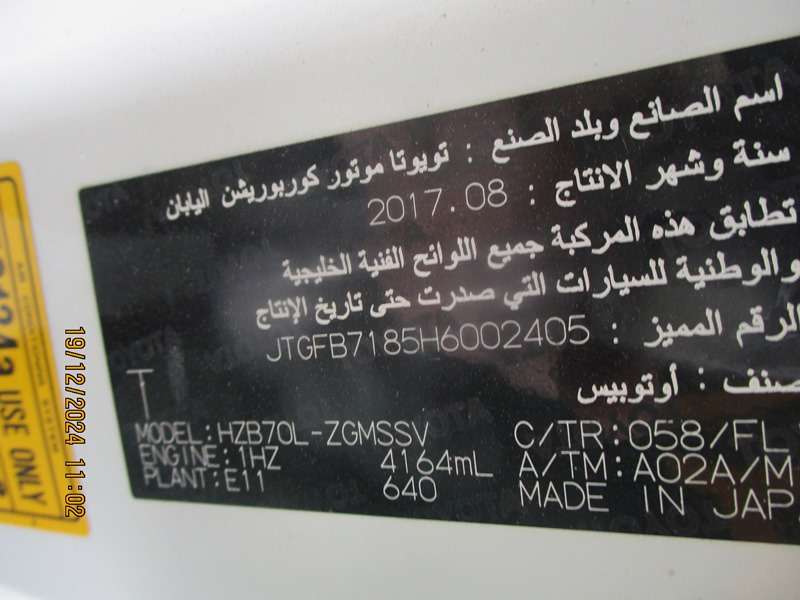 اسم الصانع وبلد الصنع : تويوتا موتور كوربوريشن اليابان
سنة وشهر الانتاج : 2017.08
تطابق هذه المركبة جميع اللوائح الفنية الخليجية
والوطنية للسيارات التي صدرت حتى تاريخ الإنتاج
الرقم المميز : JTGFB7185H6002405
صنف : أوتوبيس
T
MODEL:HZB70L-ZGMSSV C/TR:058/FL
ENGINE:1HZ 4164mL A/TM:A02A/M
PLANT:E11 640 MADE IN JAP
USE ONLY
19/12/2024 11:02